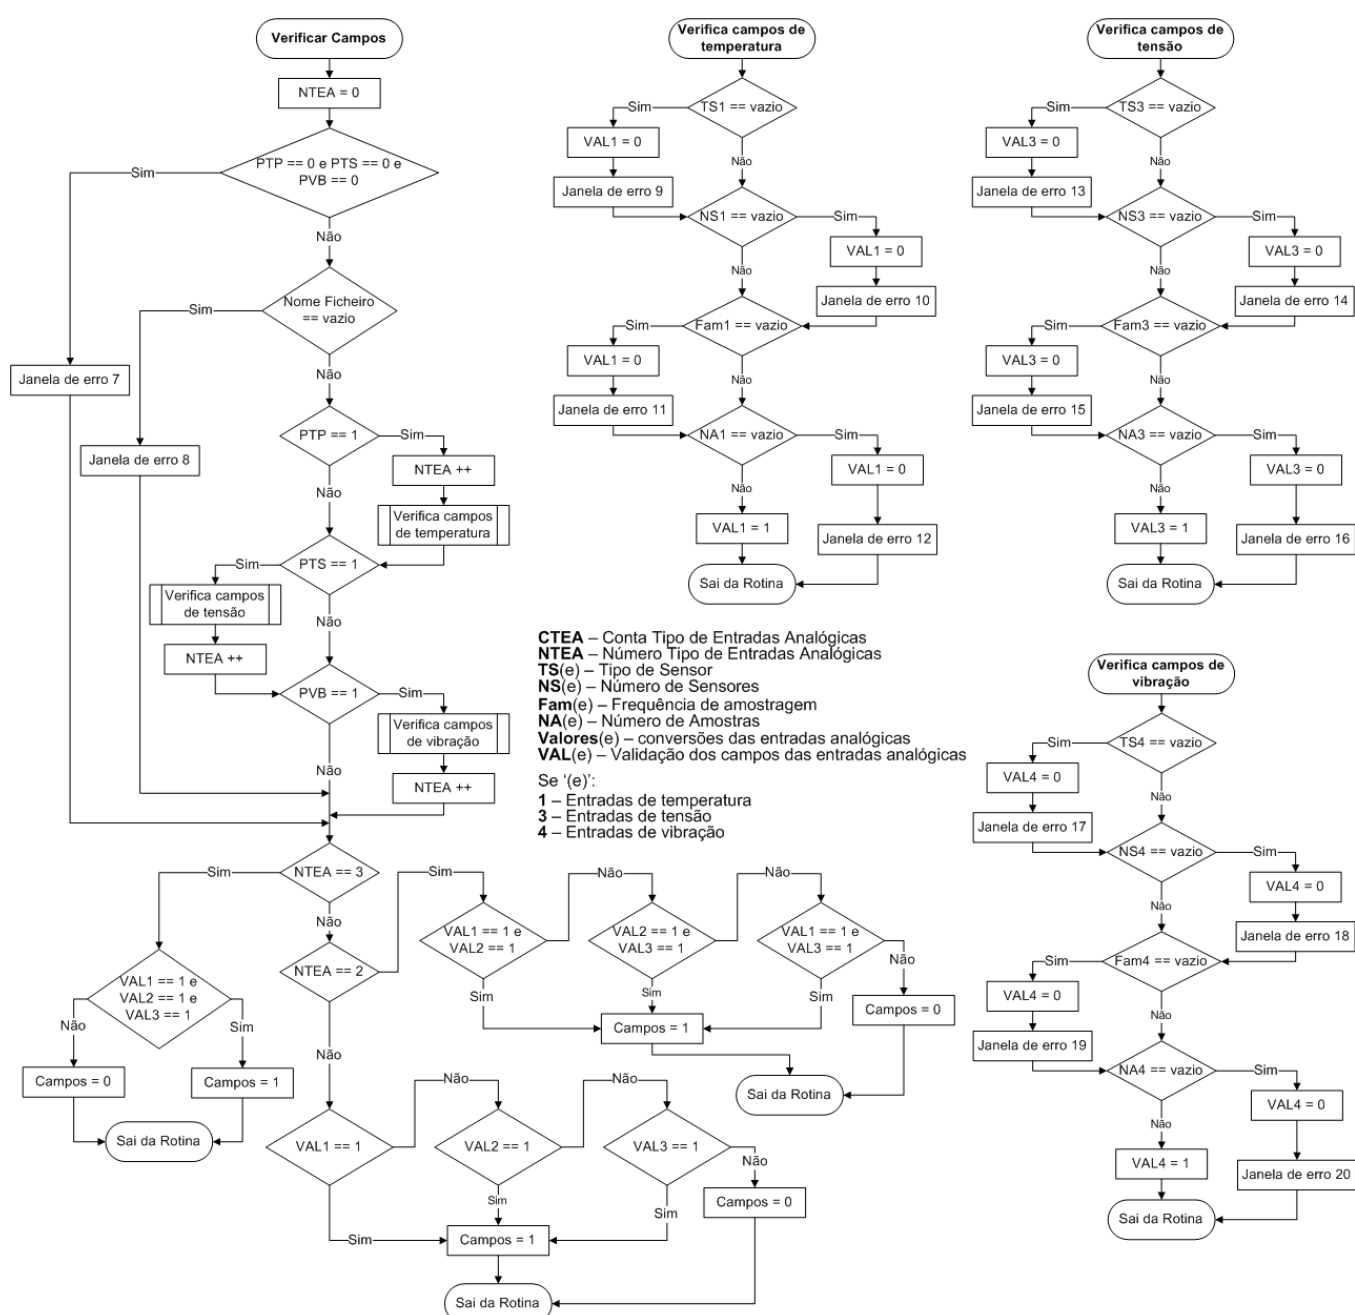 Verificar Campos
NTEA = 0
PTP == 0 e PTS == 0 e
PVB == 0
Sim
Não
Nome Ficheiro
== vazio
Sim
Não
Janela de erro 7
Janela de erro 8
PTP == 1
Sim
NTEA ++
Não
Verifica campos
de temperatura
PTS == 1
Sim
Verifica campos
de tensão
Não
NTEA ++
PVB == 1
Sim
Verifica campos
de vibração
Não
NTEA ++
NTEA == 3
Sim
Não
VAL1 == 1 e
VAL2 == 1 e
VAL3 == 1
Não
Sim
Campos = 0
Campos = 1
Sai da Rotina
NTEA == 2
Sim
Não
VAL1 == 1 e
VAL2 == 1
Não
Sim
VAL2 == 1 e
VAL3 == 1
Não
Sim
VAL1 == 1 e
VAL3 == 1
Não
Sim
Campos = 1
Campos = 0
Sai da Rotina
VAL1 == 1
Não
Sim
VAL2 == 1
Não
Sim
VAL3 == 1
Não
Sim
Campos = 0
Campos = 1
Sai da Rotina
Verifica campos de
temperatura
TS1 == vazio
Sim
VAL1 = 0
Não
Janela de erro 9
NS1 == vazio
Sim
VAL1 = 0
Não
Janela de erro 10
Fam1 == vazio
Sim
VAL1 = 0
Não
Janela de erro 11
NA1 == vazio
Sim
VAL1 = 0
Não
VAL1 = 1
Janela de erro 12
Sai da Rotina
Verifica campos de
tensão
TS3 == vazio
Sim
VAL3 = 0
Não
Janela de erro 13
NS3 == vazio
Sim
VAL3 = 0
Não
Janela de erro 14
Fam3 == vazio
Sim
VAL3 = 0
Não
Janela de erro 15
NA3 == vazio
Sim
VAL3 = 0
Não
VAL3 = 1
Janela de erro 16
Sai da Rotina
CTEA – Conta Tipo de Entradas Analógicas
NTEA – Número Tipo de Entradas Analógicas
TS(e) – Tipo de Sensor
NS(e) – Número de Sensores
Fam(e) – Frequência de amostragem
NA(e) – Número de Amostras
Valores(e) – conversões das entradas analógicas
VAL(e) – Validação dos campos das entradas analógicas
Se '(e)':
1 – Entradas de temperatura
3 – Entradas de tensão
4 – Entradas de vibração
Verifica campos de
vibração
TS4 == vazio
Sim
VAL4 = 0
Não
Janela de erro 17
NS4 == vazio
Sim
VAL4 = 0
Não
Janela de erro 18
Fam4 == vazio
Sim
VAL4 = 0
Não
Janela de erro 19
NA4 == vazio
Sim
VAL4 = 0
Não
VAL4 = 1
Janela de erro 20
Sai da Rotina